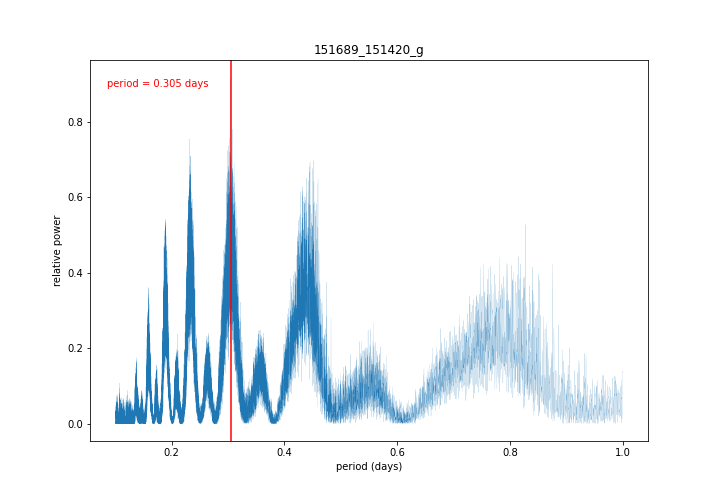 151689_151420_g
period = 0.305 days
relative power
0.8
0.6
0.4
0.2
0.0
0.2 0.4 0.6 0.8 1.0
period (days)